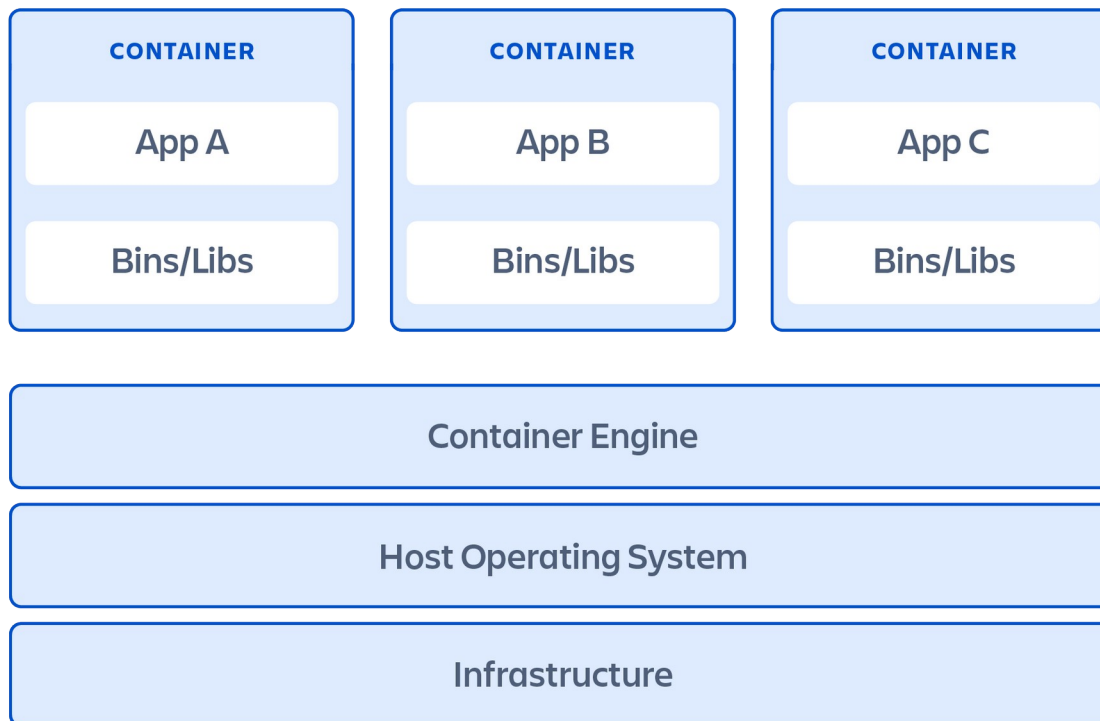 CONTAINER
CONTAINER
CONTAINER
App A
App B
App C
Bins/Libs
Bins/Libs
Bins/Libs
Container Engine
Host Operating System
Infrastructure